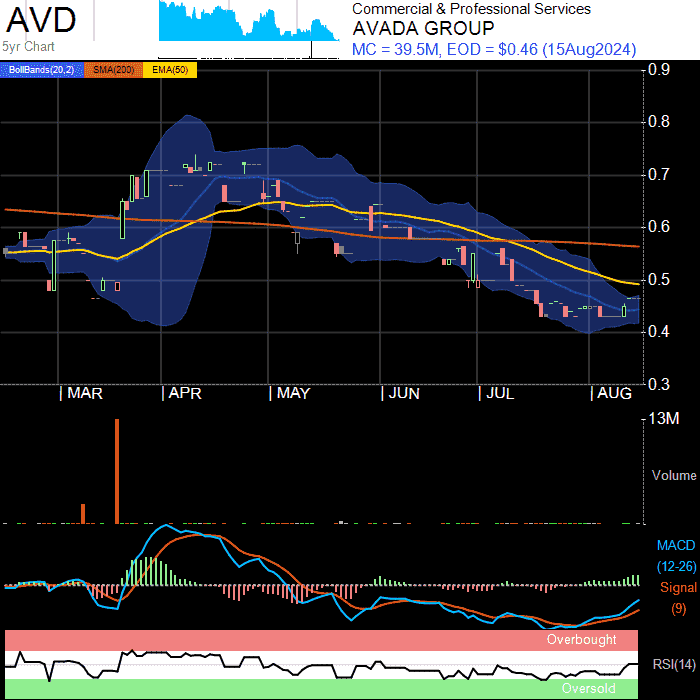 AVD
5yr Chart
Commercial & Professional Services
AVADA GROUP
MC = 39.5M, EOD = $0.46 (15Aug2024)
BollBands(20,2) SMA(200) EMA(50)
0.9
0.8
0.7
0.6
0.5
0.4
0.3
MAR APR MAY JUN JUL AUG
13M
Volume
MACD
(12-26)
Signal
(9)
Overbought
RSI(14)
Oversold